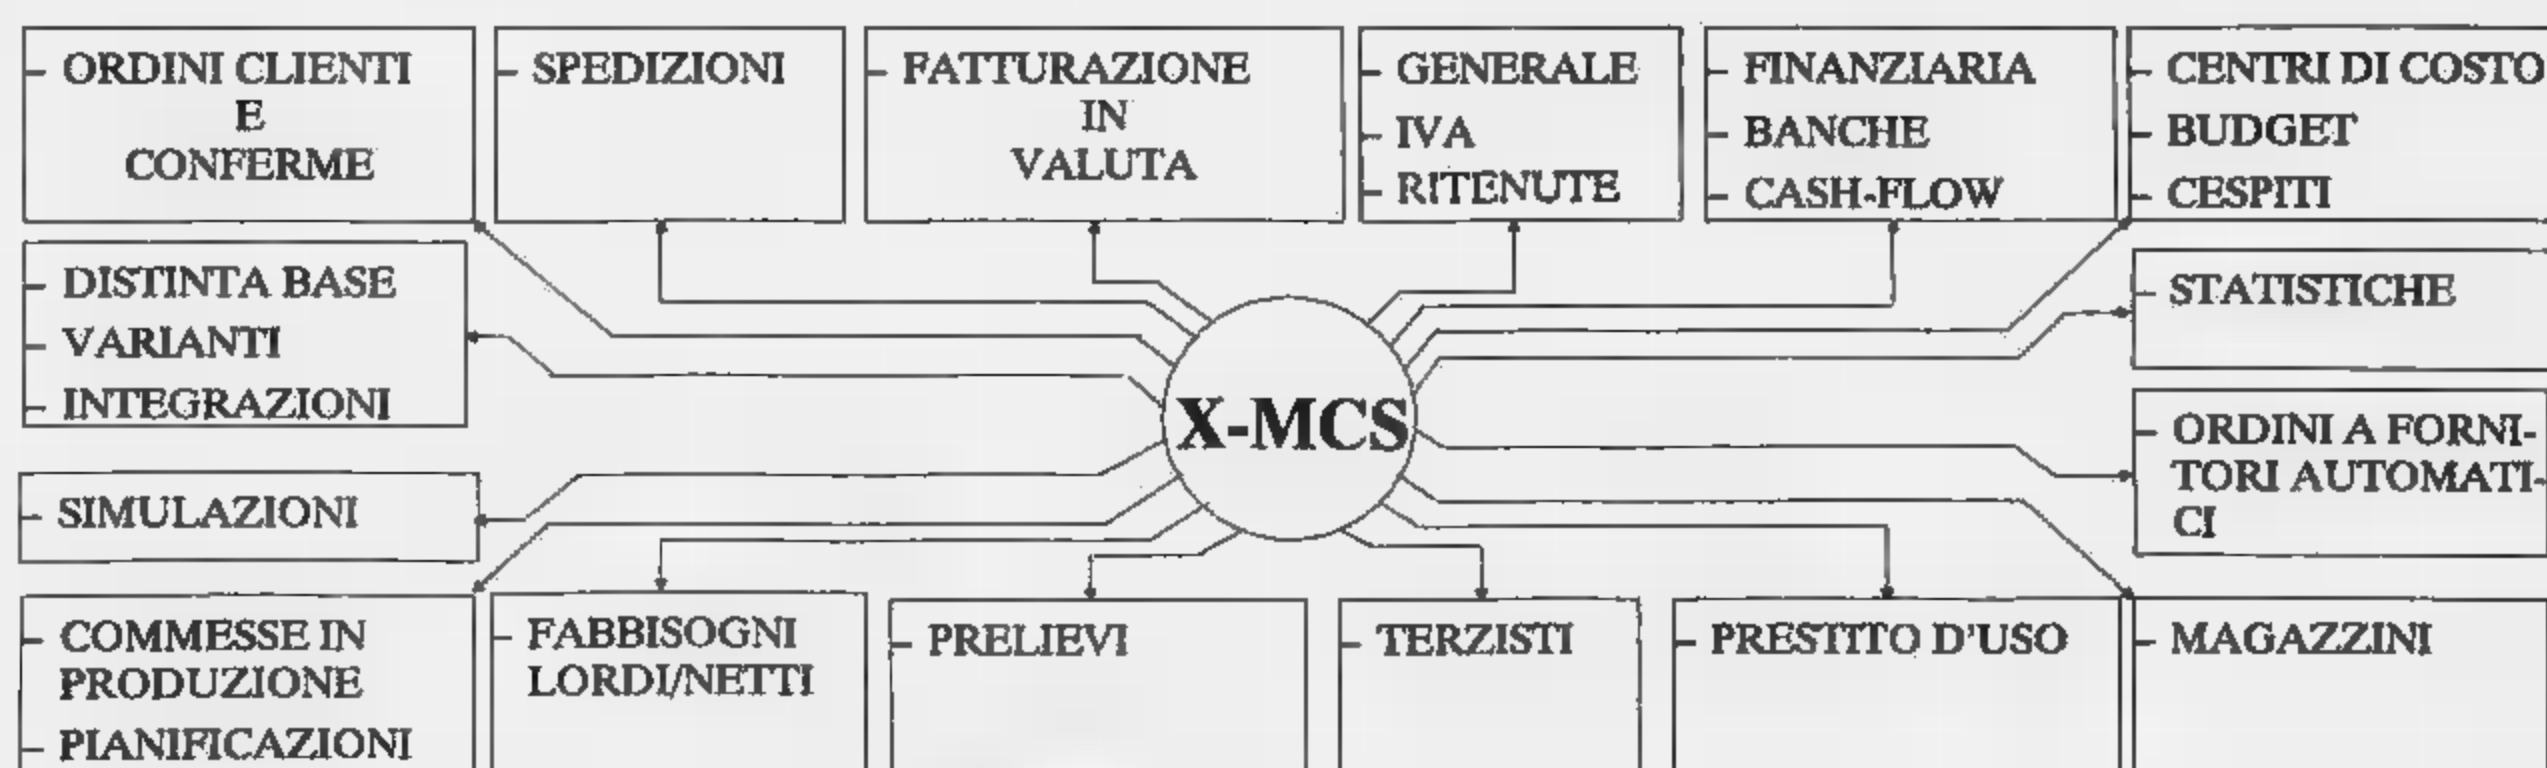 - ORDINI CLIENTI
E
CONFERME
- SPEDIZIONI
- FATTURAZIONE
IN
VALUTA
- GENERALE
- IVA
- RITENUTE
- FINANZIARIA
- BANCHE
- CASH-FLOW
- CENTRI DI COSTO
- BUDGET
- CESPITI
- DISTINTA BASE
- VARIANTI
- INTEGRAZIONI
- STATISTICHE
X-MCS
- ORDINI A FORNI-
TORI AUTOMATI-
CI
- SIMULAZIONI
- COMMESSE IN
PRODUZIONE
- PIANIFICAZIONI
- FABBISOGNI
LORDI/NETTI
- PRELIEVI
- TERZISTI
- PRESTITO D'USO
- MAGAZZINI